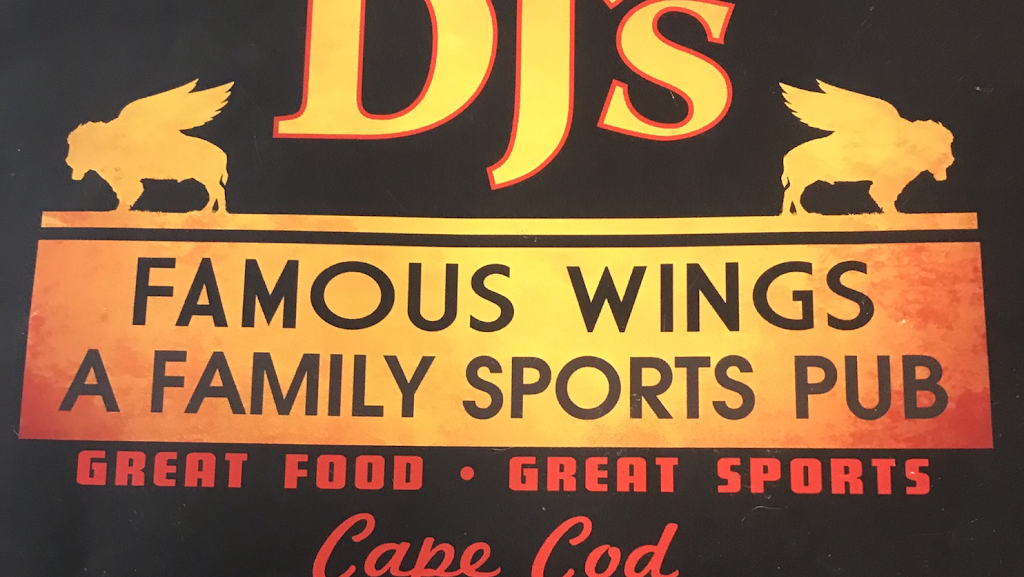 DJ's
FAMOUS WINGS
A FAMILY SPORTS PUB
GREAT FOOD • GREAT SPORTS
Cape Cod